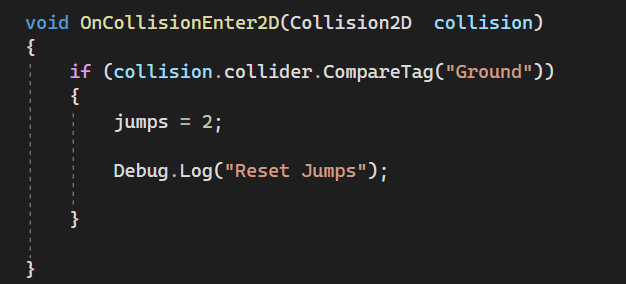 void OnCollisionEnter2D(Collision2D  collision)
{
if (collision.collider.CompareTag("Ground"))
{
jumps = 2;
Debug.Log("Reset Jumps");
}
}